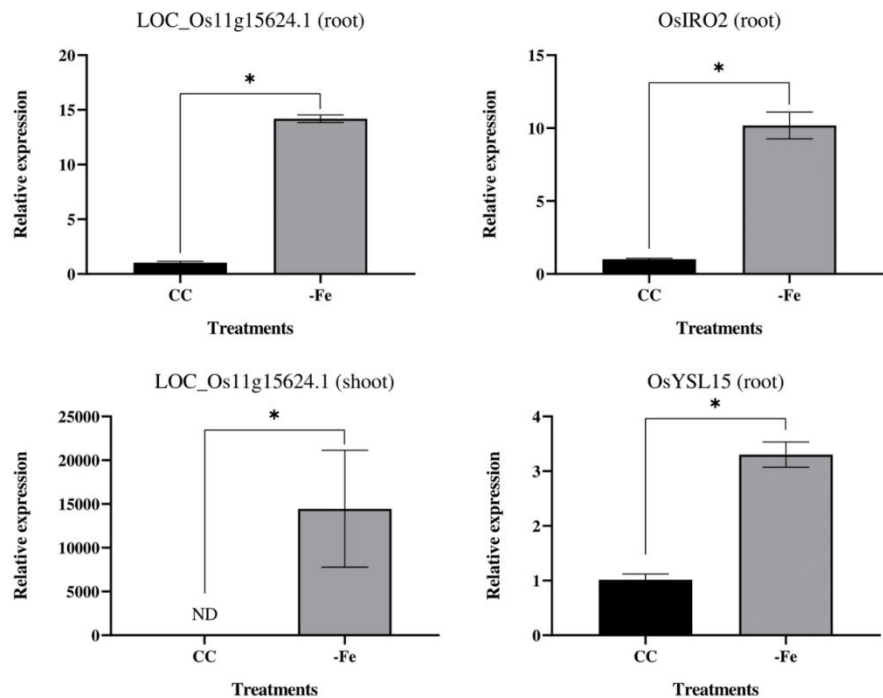 LOC_Os11g15624.1 (root)
Relative expression
20
15
10
5
0
*
CC
-Fe
Treatments
OsIRO2 (root)
Relative expression
15
10
5
0
*
CC
-Fe
Treatments
LOC_Os11g15624.1 (shoot)
Relative expression
25000
20000
15000
10000
5000
0
*
ND
CC
-Fe
Treatments
OsYSL15 (root)
Relative expression
4
3
2
1
0
*
CC
-Fe
Treatments